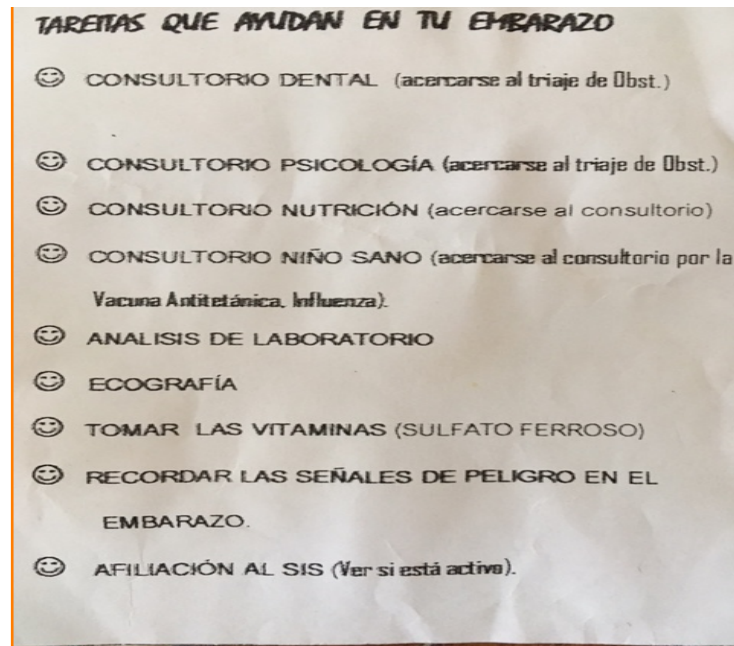 TAREITAS QUE AYUDAN EN TU EMBARAZO
CONSULTORIO DENTAL (acercarse al triaje de Obst.)
CONSULTORIO PSICOLOGÍA (acercarse al triaje de Obst.)
CONSULTORIO NUTRICIÓN (acercarse al consultorio)
CONSULTORIO NIÑO SANO (acercarse al consultorio por la
Vacuna Antitetánica, Influenza).
ANALISIS DE LABORATORIO
ECOGRAFÍA
TOMAR LAS VITAMINAS (SULFATO FERROSO)
RECORDAR LAS SEÑALES DE PELIGRO EN EL
EMBARAZO.
AFILIACIÓN AL SIS (Ver si está activo).